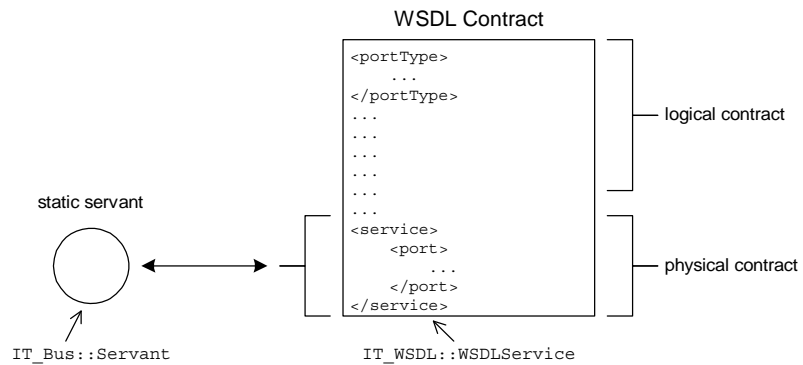 WSDL Contract
<portType>
...
</portType>
...
...
...
...
...
...
<service>
<port>
...
</port>
</service>
logical contract
physical contract
static servant
IT_Bus::Servant
IT_WSDL::WSDLService